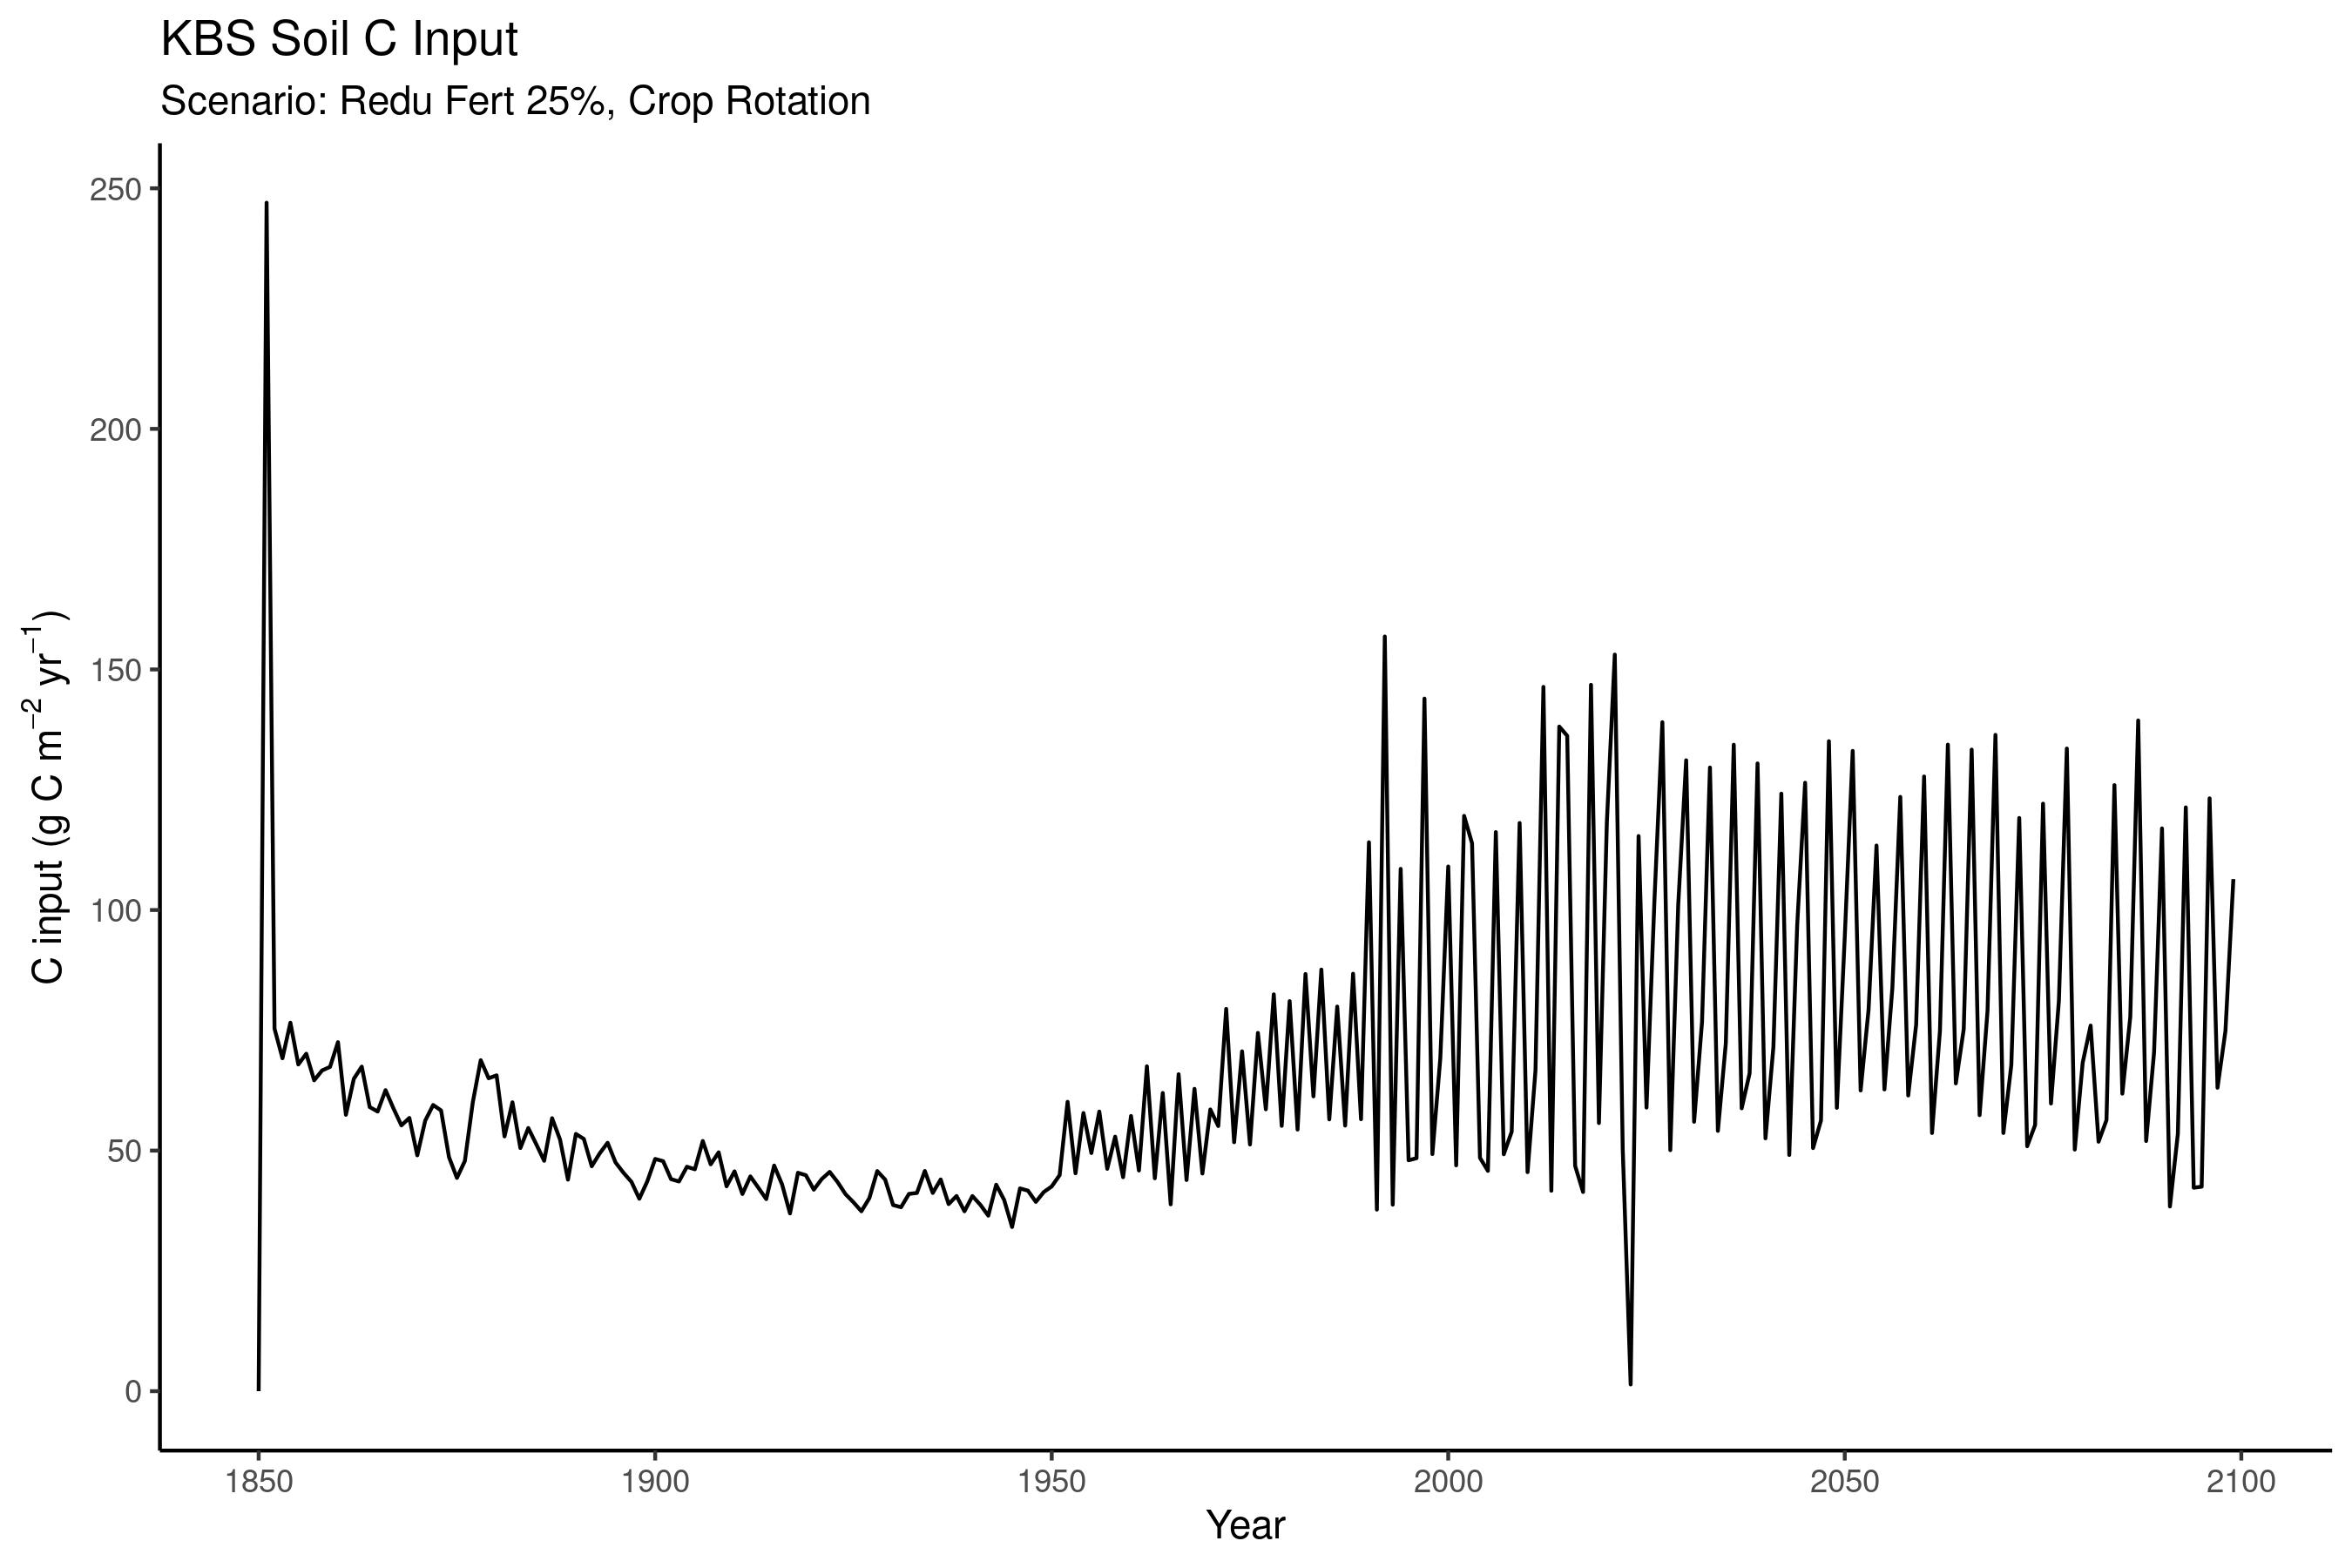 KBS Soil C Input
Scenario: Redu Fert 25%, Crop Rotation
C input (g C m⁻² yr⁻¹)
250
200
150
100
50
0
1850 1900 1950 2000 2050 2100
Year